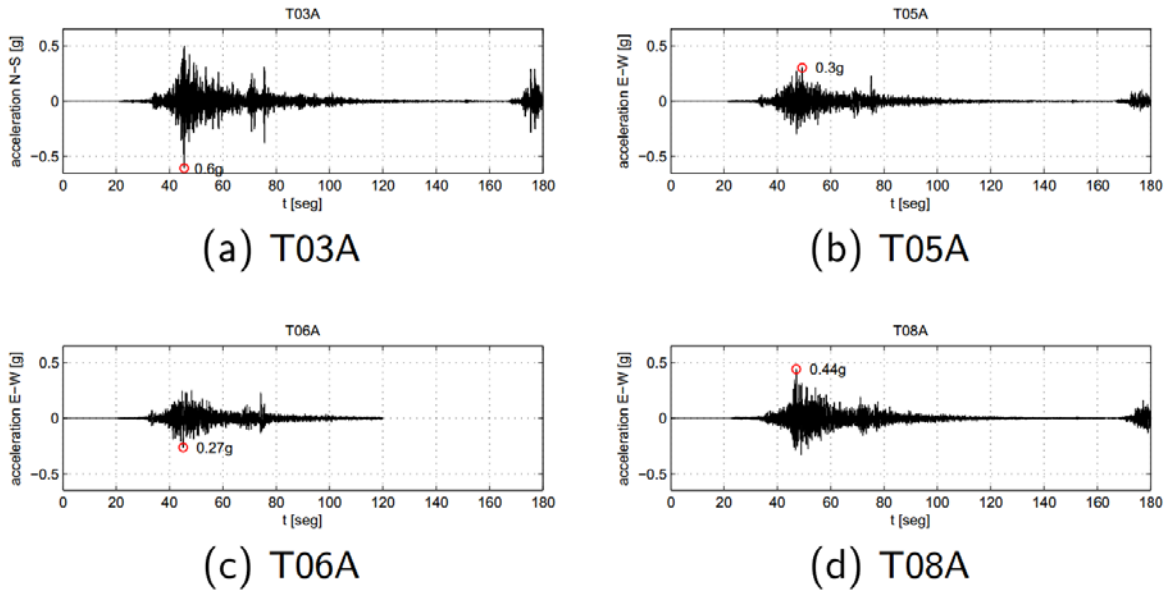 T03A
acceleration N−S [g]
0.5
0
−0.5
0.6g
0 20 40 60 80 100 120 140 160 180
t [seg]
(a) T03A
T05A
acceleration E−W [g]
0.5
0
−0.5
0.3g
0 20 40 60 80 100 120 140 160 180
t [seg]
(b) T05A
T06A
acceleration E−W [g]
0.5
0
−0.5
0.27g
0 20 40 60 80 100 120 140 160 180
t [seg]
(c) T06A
T08A
acceleration E−W [g]
0.5
0
−0.5
0.44g
0 20 40 60 80 100 120 140 160 180
t [seg]
(d) T08A